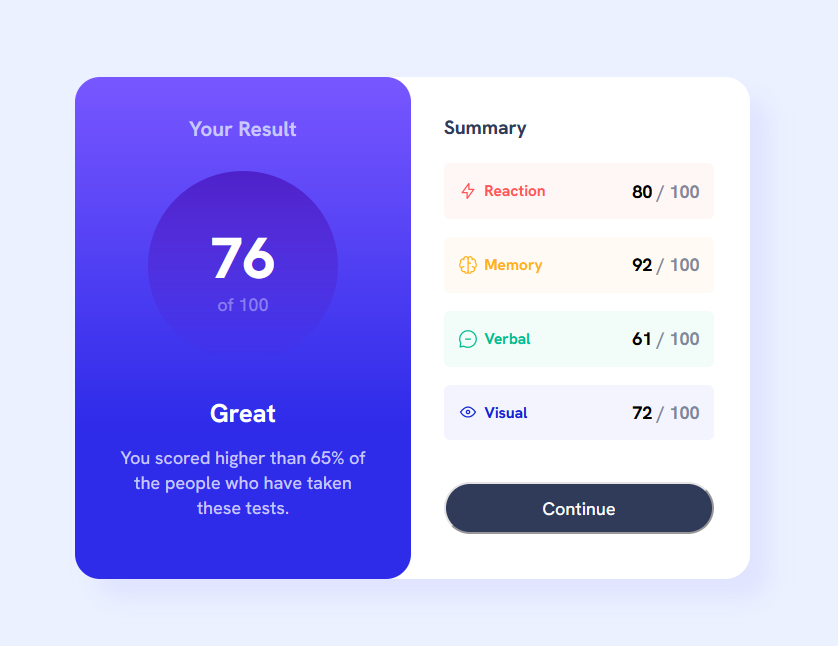 Your Result
76
of 100
Great
You scored higher than 65% of
the people who have taken
these tests.
Summary
Reaction 80 / 100
Memory 92 / 100
Verbal 61 / 100
Visual 72 / 100
Continue